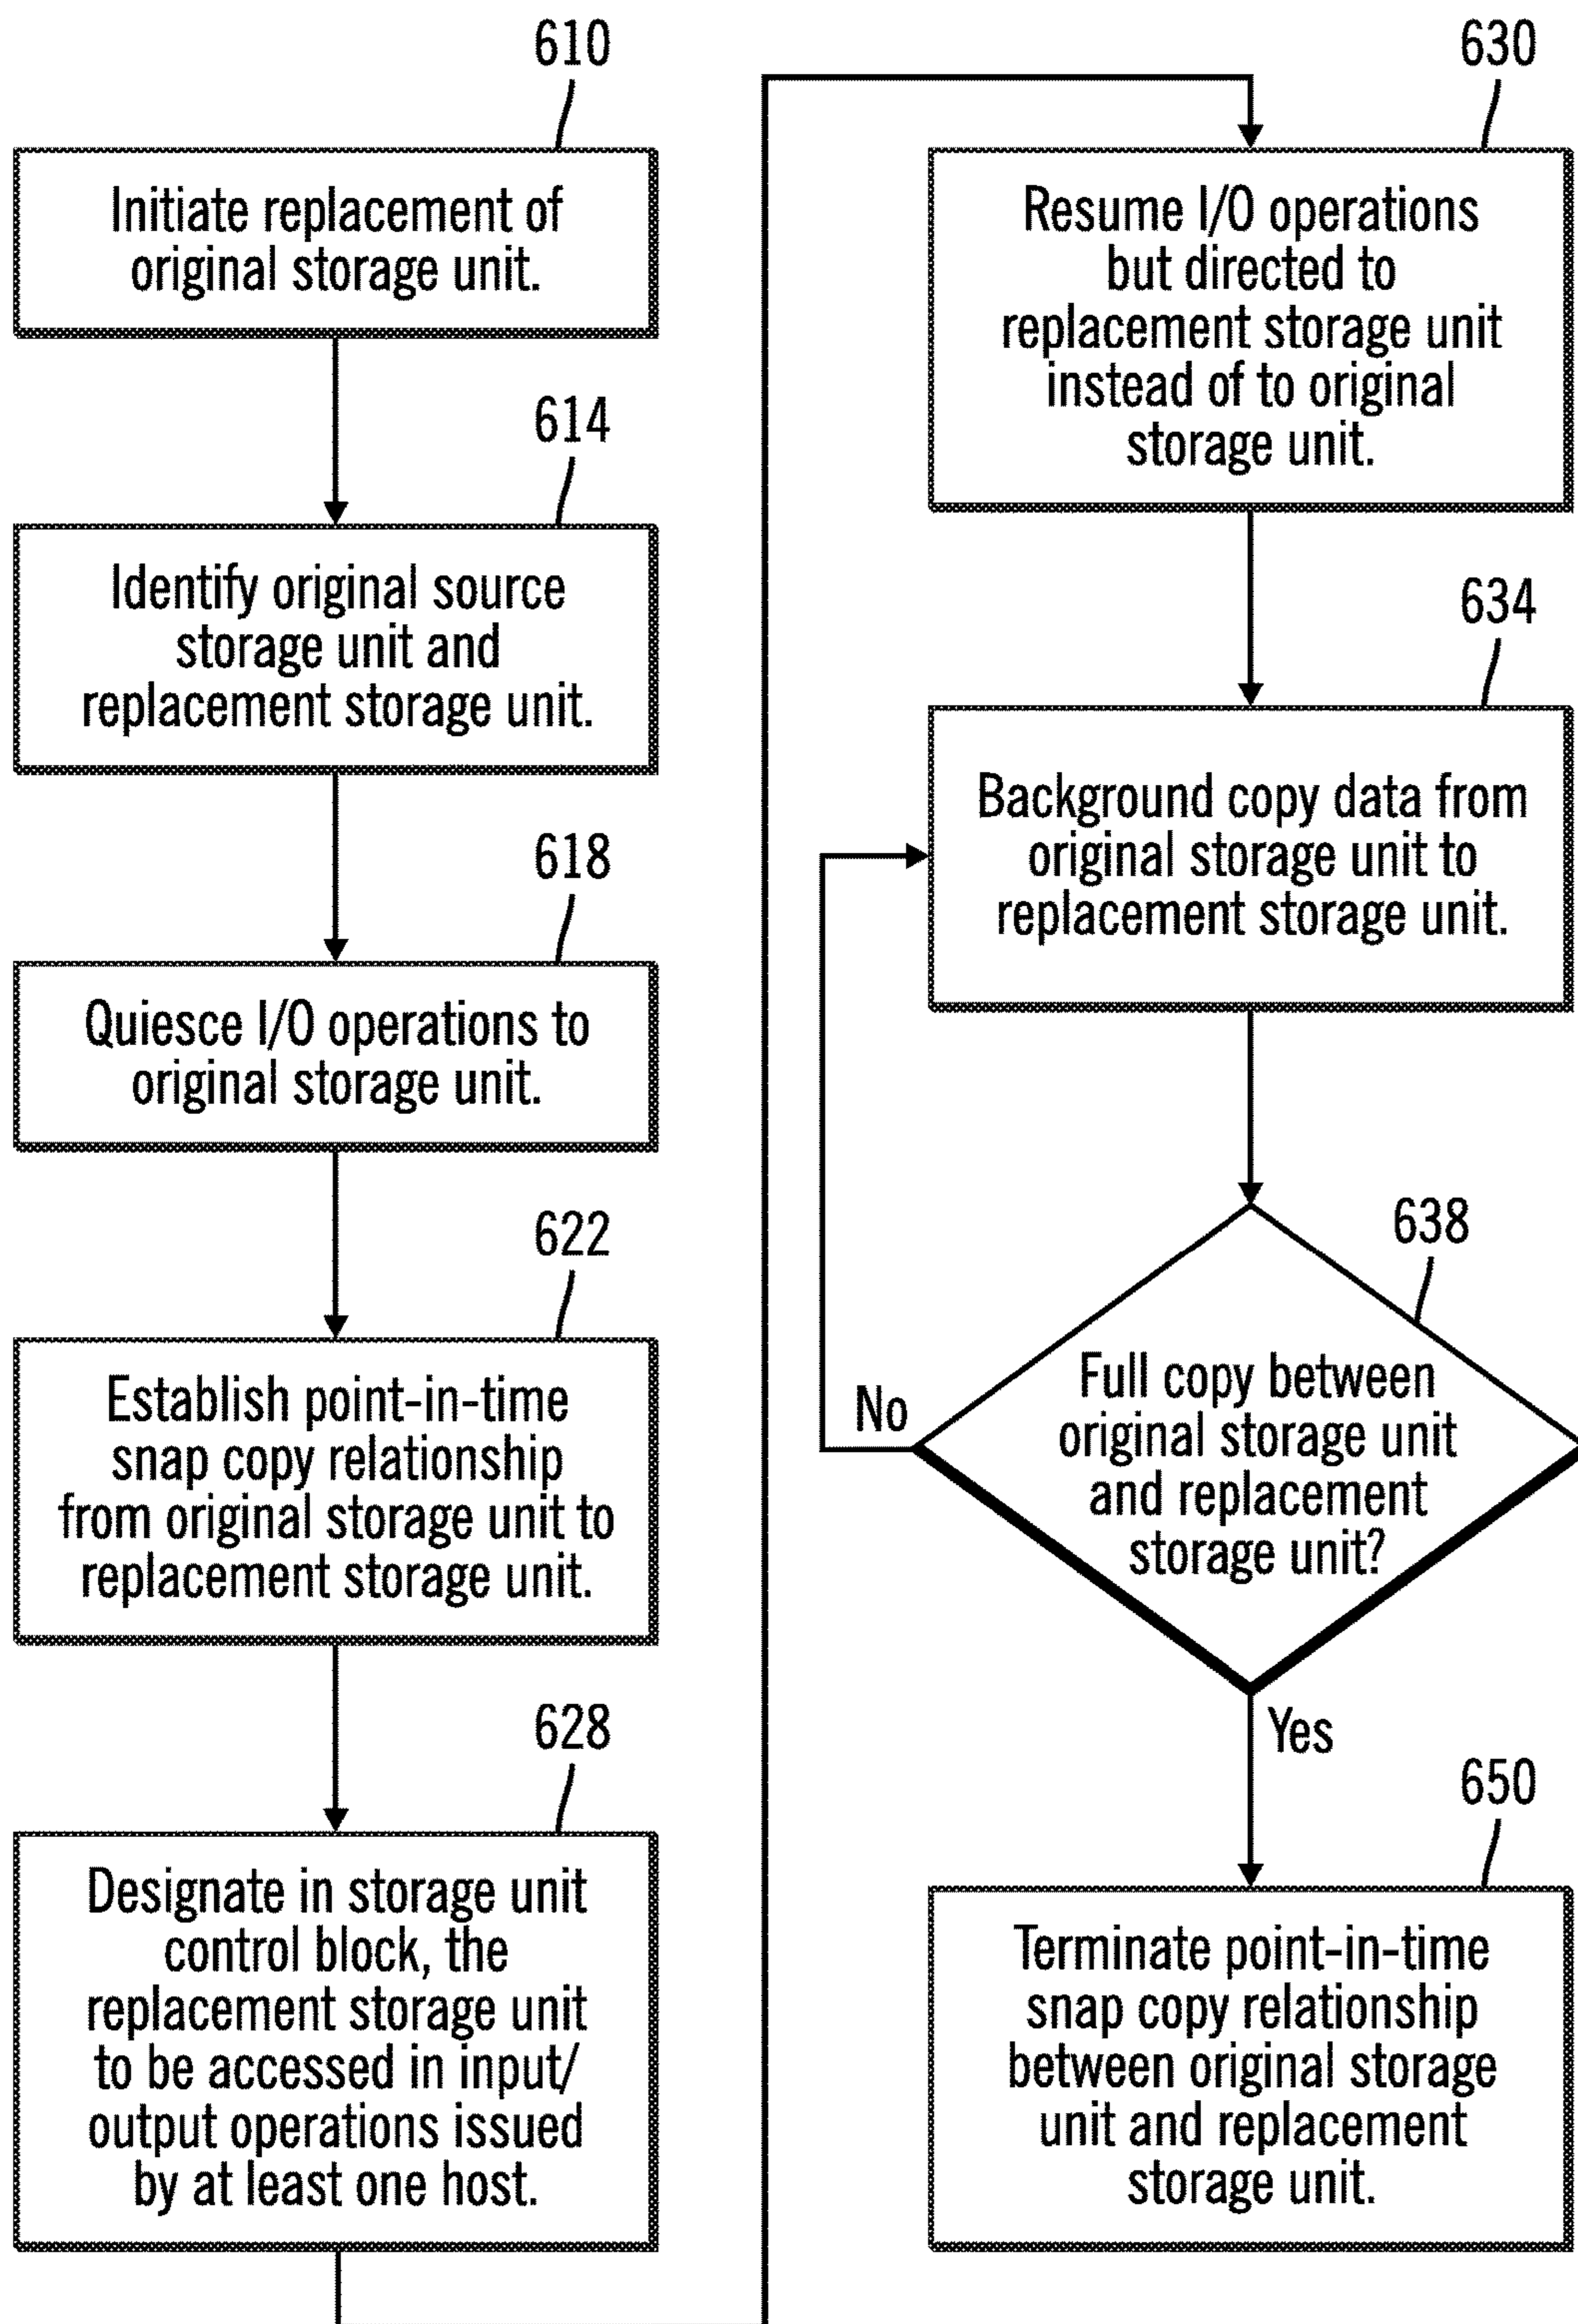 610
Initiate replacement of
original storage unit.
614
Identify original source
storage unit and
replacement storage unit.
618
Quiesce I/O operations to
original storage unit.
622
Establish point-in-time
snap copy relationship
from original storage unit to
replacement storage unit.
628
Designate in storage unit
control block, the
replacement storage unit
to be accessed in input/
output operations issued
by at least one host.
630
Resume I/O operations
but directed to
replacement storage unit
instead of to original
storage unit.
634
Background copy data from
original storage unit to
replacement storage unit.
638
Full copy between
original storage unit
and replacement
storage unit?
No
Yes
650
Terminate point-in-time
snap copy relationship
between original storage
unit and replacement
storage unit.